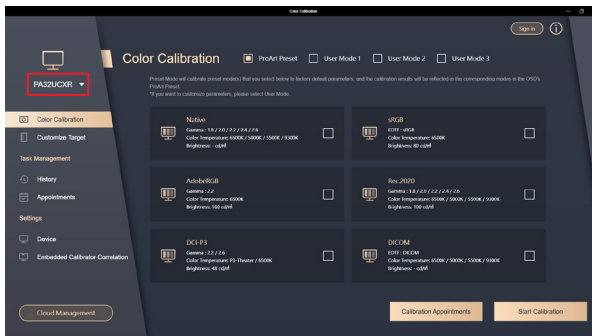 Color Calibration
Sign in
Color Calibration
ProArt Preset
User Mode 1
User Mode 2
User Mode 3
PA32UCXR
Preset Mode will calibrate preset mode(s) that you select below to factory default parameters, and the calibration results will be reflected in the corresponding modes in the OSD's
ProArt Preset.
*If you want to customize parameters, please select User Mode.
Color Calibration
Customize Target
Task Management
History
Appointments
Settings
Device
Embedded Calibrator Correlation
Cloud Management
Native
Gamma : 1.8 / 2.0 / 2.2 / 2.4 / 2.6
Color Temperature: 6500K / 5000K / 5500K / 9300K
Brightness: - cd/㎡
sRGB
EOTF : sRGB
Color Temperature: 6500K
Brightness: 80 cd/㎡
AdobeRGB
Gamma : 2.2
Color Temperature: 6500K
Brightness: 160 cd/㎡
Rec.2020
Gamma : 1.8 / 2.0 / 2.2 / 2.4 / 2.6
Color Temperature: 6500K / 5000K / 5500K / 9300K
Brightness: 100 cd/㎡
DCI-P3
Gamma : 2.2 / 2.6
Color Temperature: P3-Theater / 6500K
Brightness: 48 cd/㎡
DICOM
EOTF : DICOM
Color Temperature: 6500K / 5000K / 5500K / 9300K
Brightness: - cd/㎡
Calibration Appointments
Start Calibration